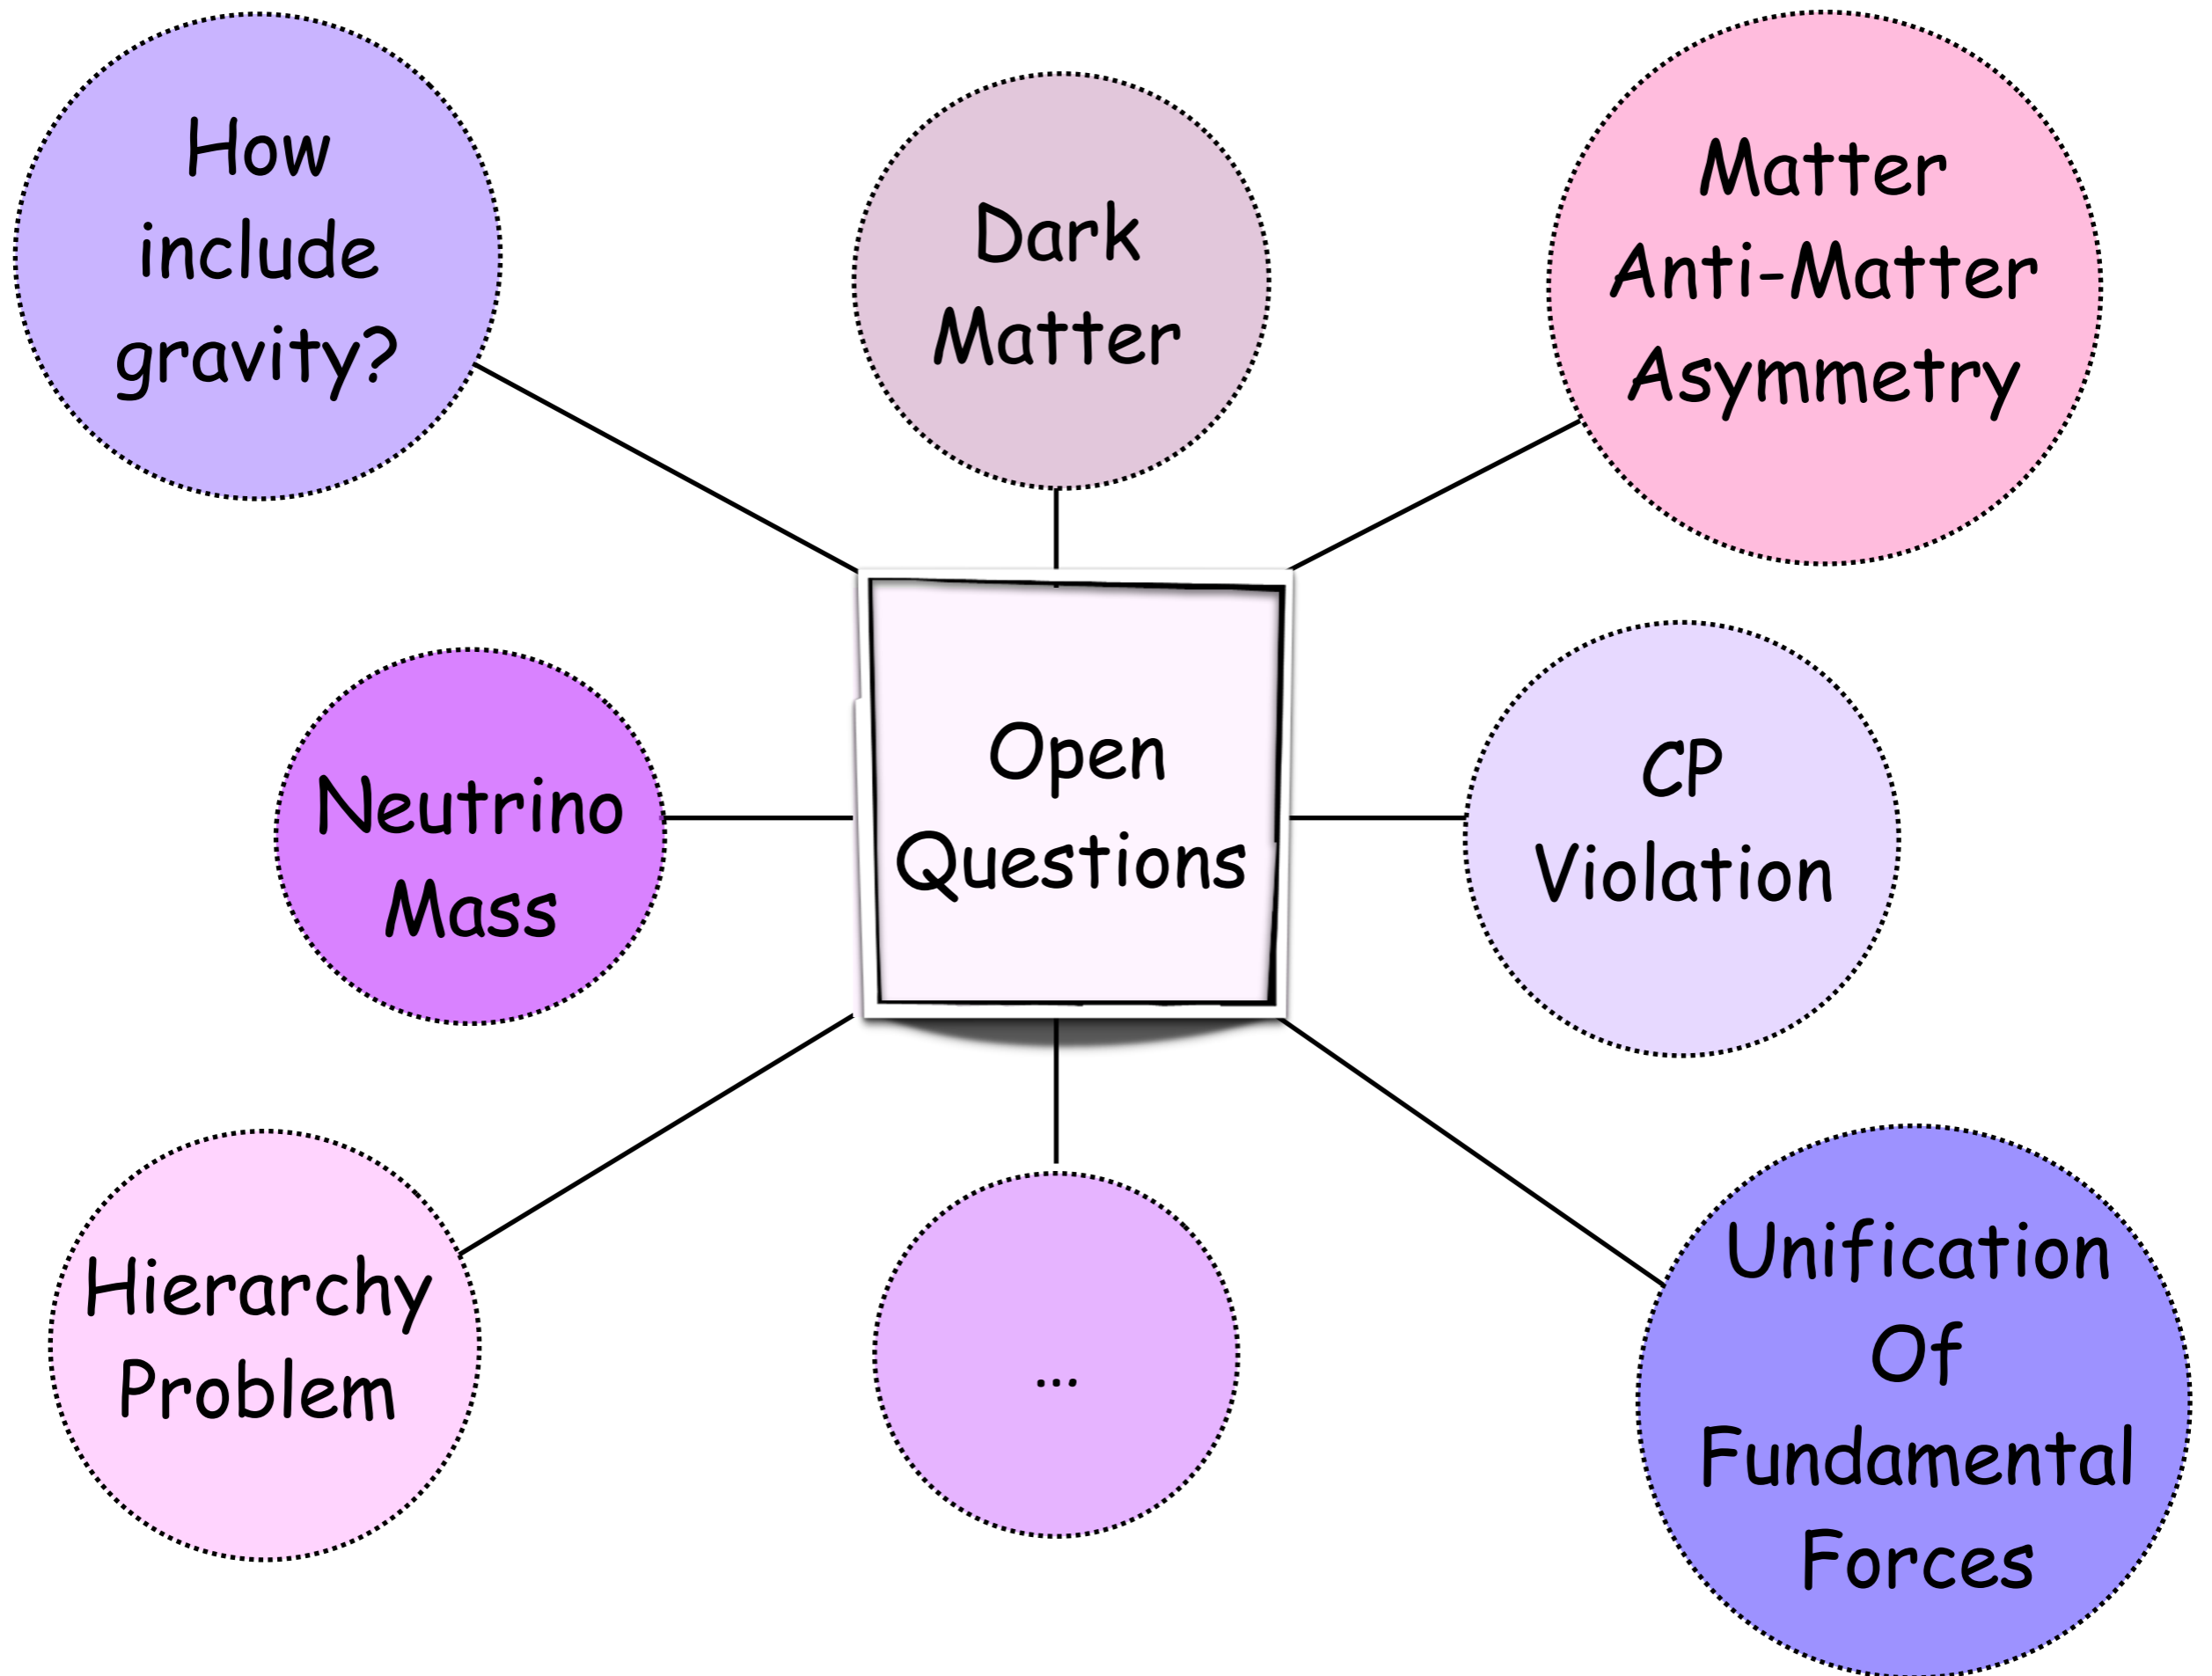 How
include
gravity?
Dark
Matter
Matter
Anti-Matter
Asymmetry
Neutrino
Mass
Open
Questions
CP
Violation
Hierarchy
Problem
...
Unification
Of
Fundamental
Forces